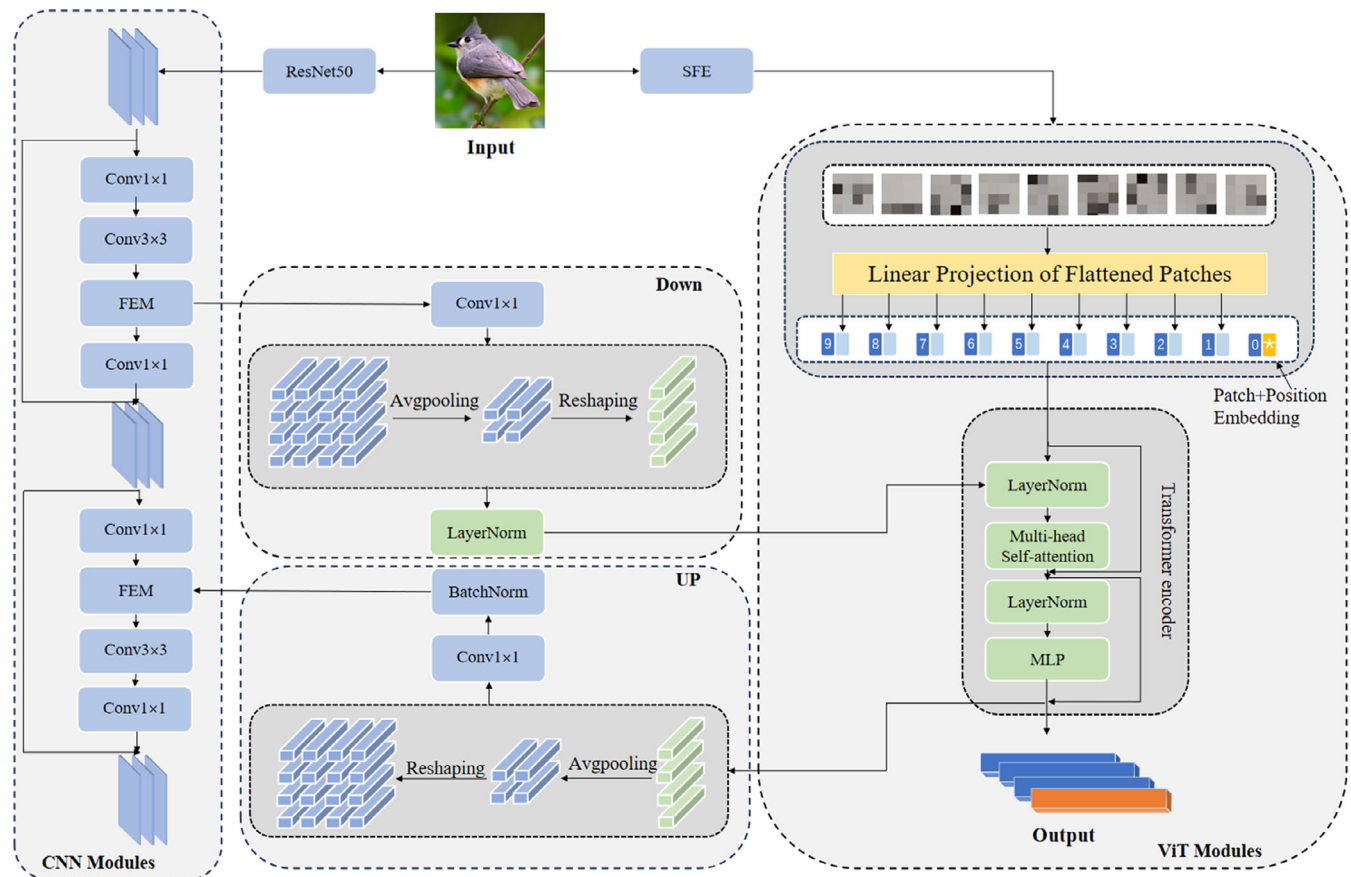 ResNet50
SFE
Input
Conv1×1
Conv3×3
FEM
Conv1×1
Conv1×1
FEM
Conv3×3
Conv1×1
CNN Modules
Down
Conv1×1
Avgpooling
Reshaping
LayerNorm
UP
BatchNorm
Conv1×1
Reshaping
Avgpooling
Linear Projection of Flattened Patches
9 8 7 6 5 4 3 2 1 0 *
Patch+Position
Embedding
LayerNorm
Multi-head
Self-attention
LayerNorm
MLP
Transformer encoder
Output
ViT Modules